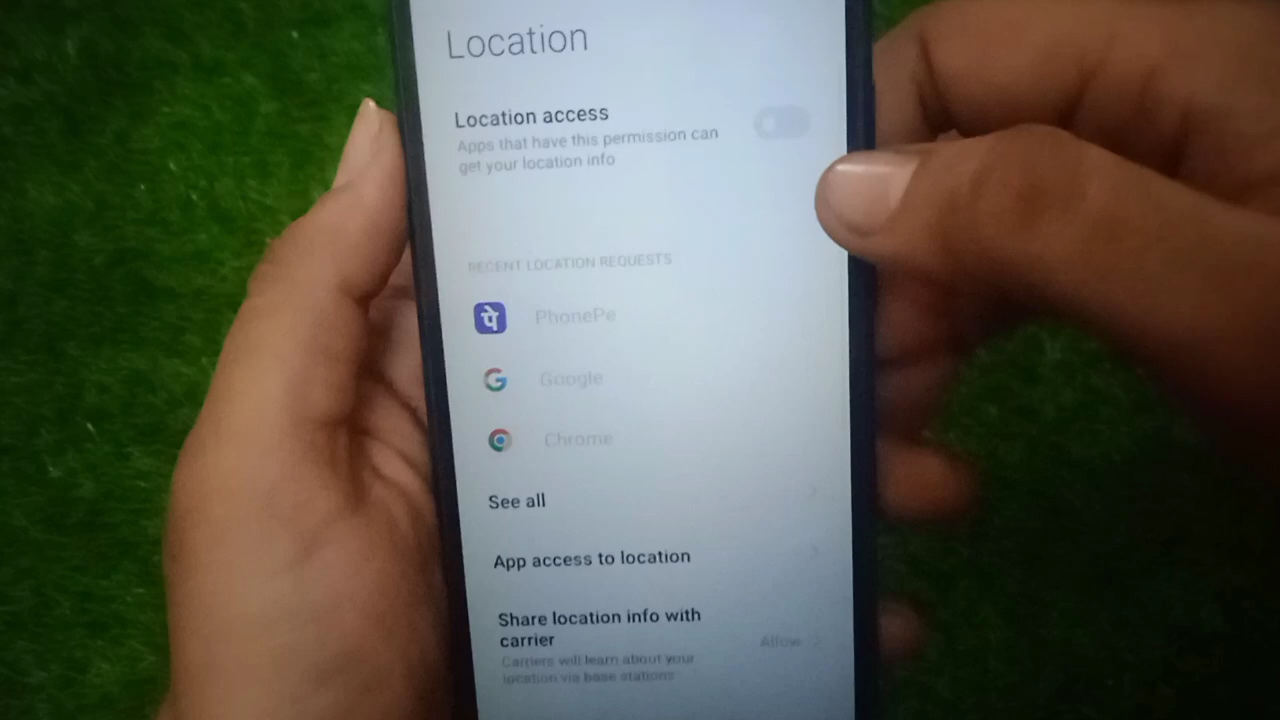 Location
Location access
Apps that have this permission can
get your location info
RECENT LOCATION REQUESTS
पे
PhonePe
G
Google
Chrome
See all
App access to location
Share location info with
carrier
Allow
Carriers will learn about your
location via base stations